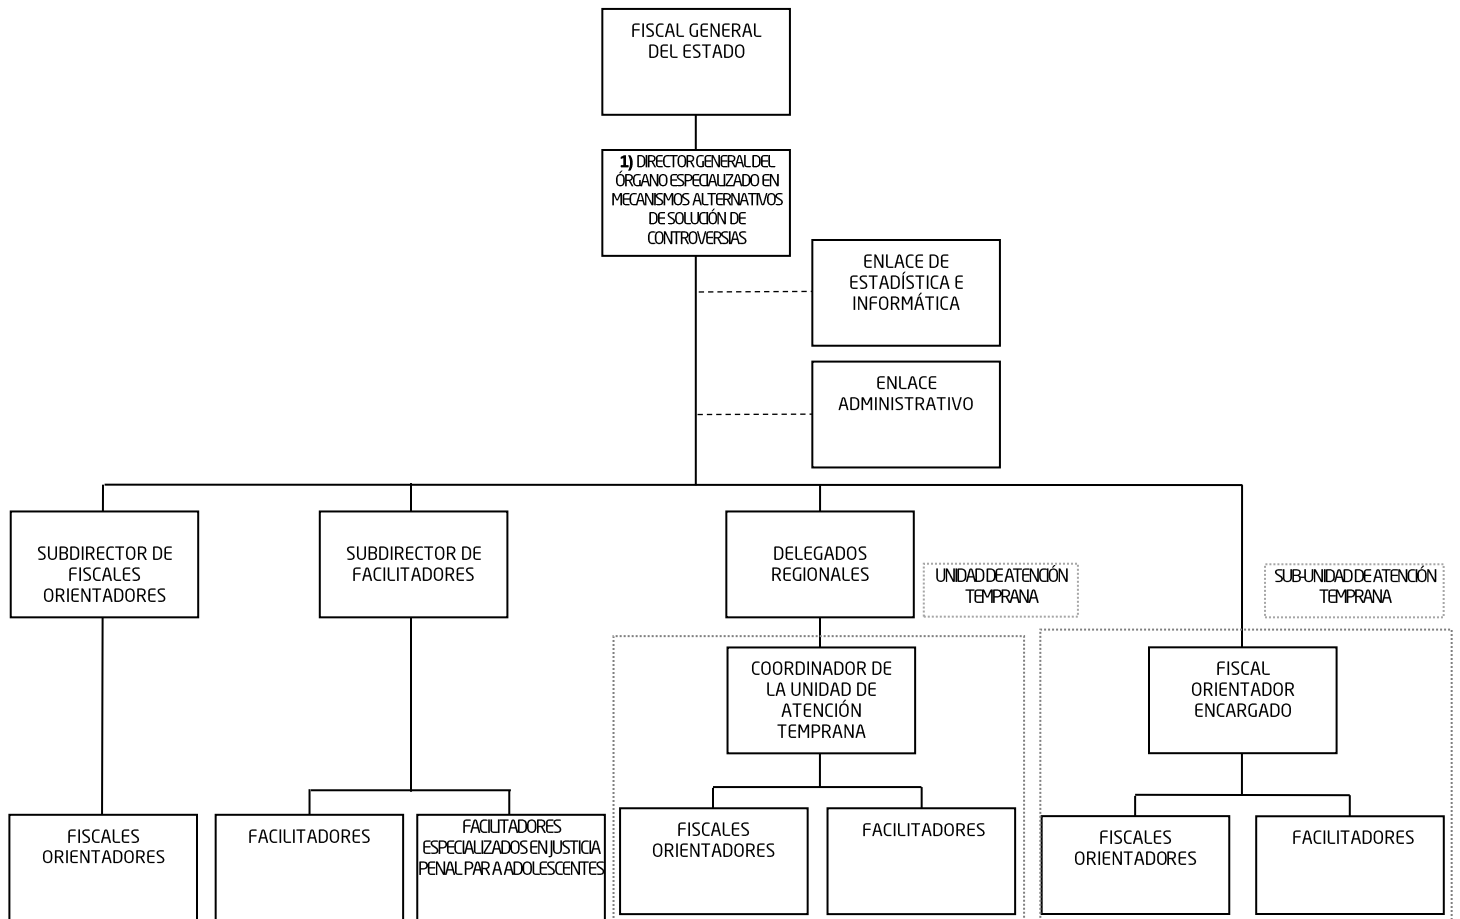 FISCAL GENERAL
DEL ESTADO
1) DIRECTOR GENERAL DEL
ÓRGANO ESPECIALIZADO EN
MECANISMOS ALTERNATIVOS
DE SOLUCIÓN DE
CONTROVERSIAS
ENLACE DE
ESTADÍSTICA E
INFORMÁTICA
ENLACE
ADMINISTRATIVO
SUBDIRECTOR DE
FISCALES
ORIENTADORES
SUBDIRECTOR DE
FACILITADORES
DELEGADOS
REGIONALES
UNIDAD DE ATENCIÓN
TEMPRANA
SUB-UNIDAD DE ATENCIÓN
TEMPRANA
COORDINADOR DE
LA UNIDAD DE
ATENCIÓN
TEMPRANA
FISCAL
ORIENTADOR
ENCARGADO
FISCALES
ORIENTADORES
FACILITADORES
FACILITADORES
ESPECIALIZADOS EN JUSTICIA
PENAL PAR A ADOLESCENTES
FISCALES
ORIENTADORES
FACILITADORES
FISCALES
ORIENTADORES
FACILITADORES